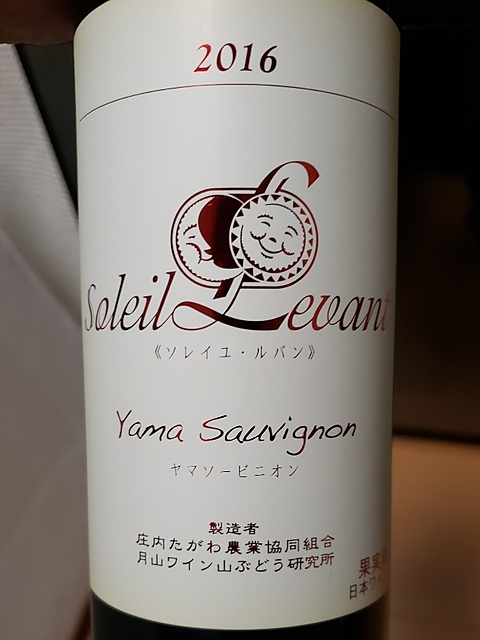 2016
Soleil Levant
《ソレイユ・ルバン》
Yama Sauvignon
ヤマソービニオン
製造者
庄内たがわ農業協同組合
月山ワイン山ぶどう研究所
果実
日本ワイ